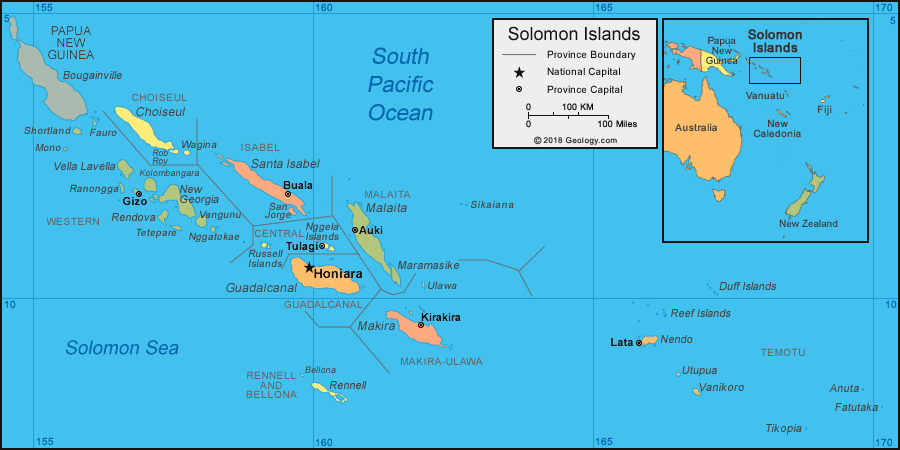 155
160
165
170
5
5
PAPUA
NEW
GUINEA
Bougainville
South
Pacific
Ocean
Solomon Islands
Province Boundary
National Capital
Province Capital
0
100 KM
0
100 Miles
© 2018 Geology.com
Papua
New
Guinea
Solomon
Islands
Vanuatu
Fiji
New
Caledonia
Australia
New Zealand
CHOISEUL
Choiseul
Shortland
Fauro
Mono
Rob
Roy
Wagina
Vella Lavella
Kolombangara
Ranongga
Gizo
New
Georgia
Rendova
Vangunu
WESTERN
Tetepare
Nggatokae
ISABEL
Santa Isabel
Buala
San
Jorge
MALAITA
Malaita
Sikaiana
CENTRAL
Nggela
Islands
Auki
Tulagi
Russell
Islands
Maramasike
Honiara
Guadalcanal
Ulawa
10
10
GUADALCANAL
Duff Islands
Reef Islands
Makira
Kirakira
Lata
Nendo
Solomon Sea
MAKIRA-ULAWA
TEMOTU
RENNELL
AND
BELLONA
Bellona
Rennell
Utupua
Vanikoro
Anuta
Fatutaka
Tikopia
155
160
165
170